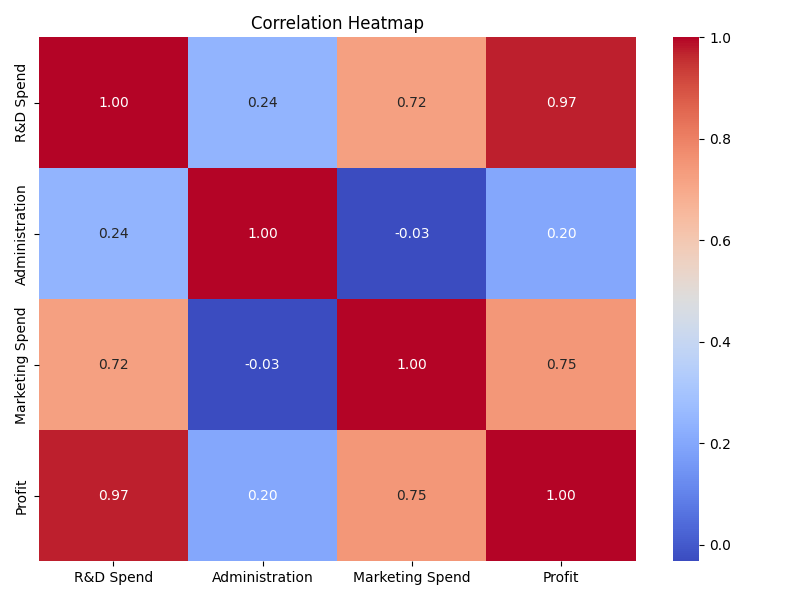 Correlation Heatmap
R&D Spend
1.00 0.24 0.72 0.97
Administration
0.24 1.00 -0.03 0.20
Marketing Spend
0.72 -0.03 1.00 0.75
Profit
0.97 0.20 0.75 1.00
R&D Spend Administration Marketing Spend Profit
1.0
0.8
0.6
0.4
0.2
0.0